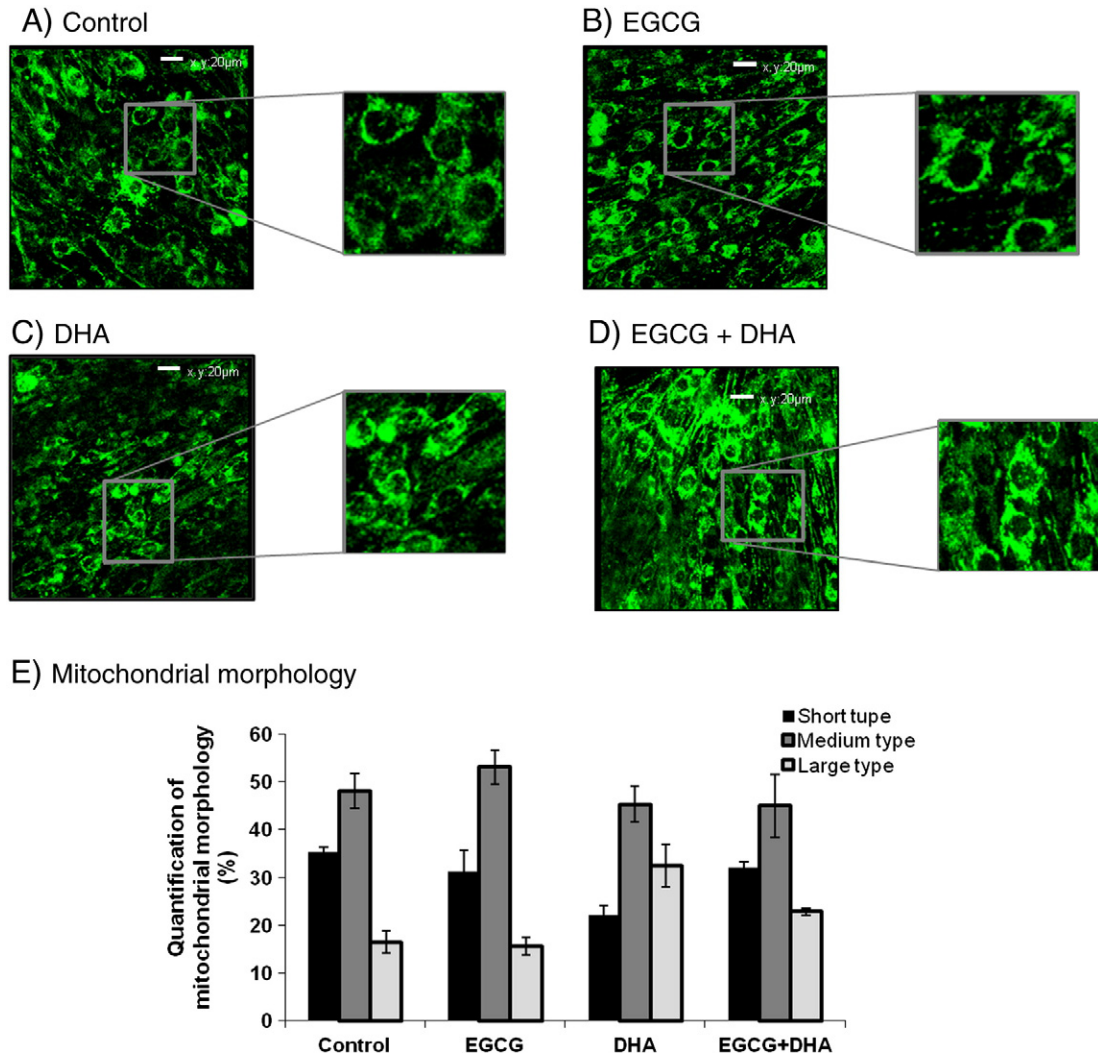 A) Control
B) EGCG
x, y:20µm
x, y:20µm
C) DHA
D) EGCG + DHA
x, y:20µm
x, y:20µm
E) Mitochondrial morphology
Short tupe
Medium type
Large type
Quantification of
mitochondrial morphology
(%)
60
50
40
30
20
10
0
Control
EGCG
DHA
EGCG+DHA